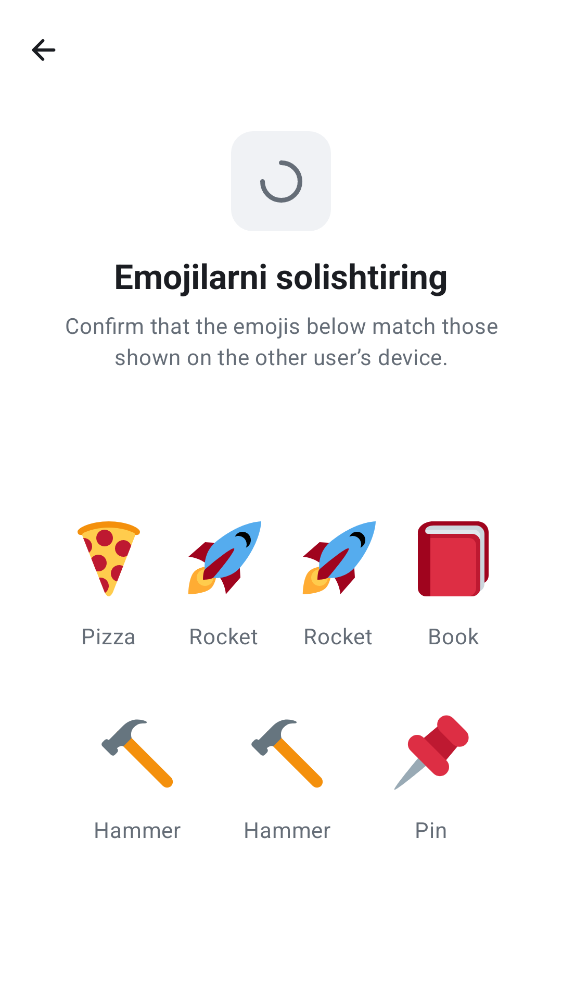 Emojilarni solishtiring
Confirm that the emojis below match those
shown on the other user’s device.
Pizza
Rocket
Rocket
Book
Hammer
Hammer
Pin